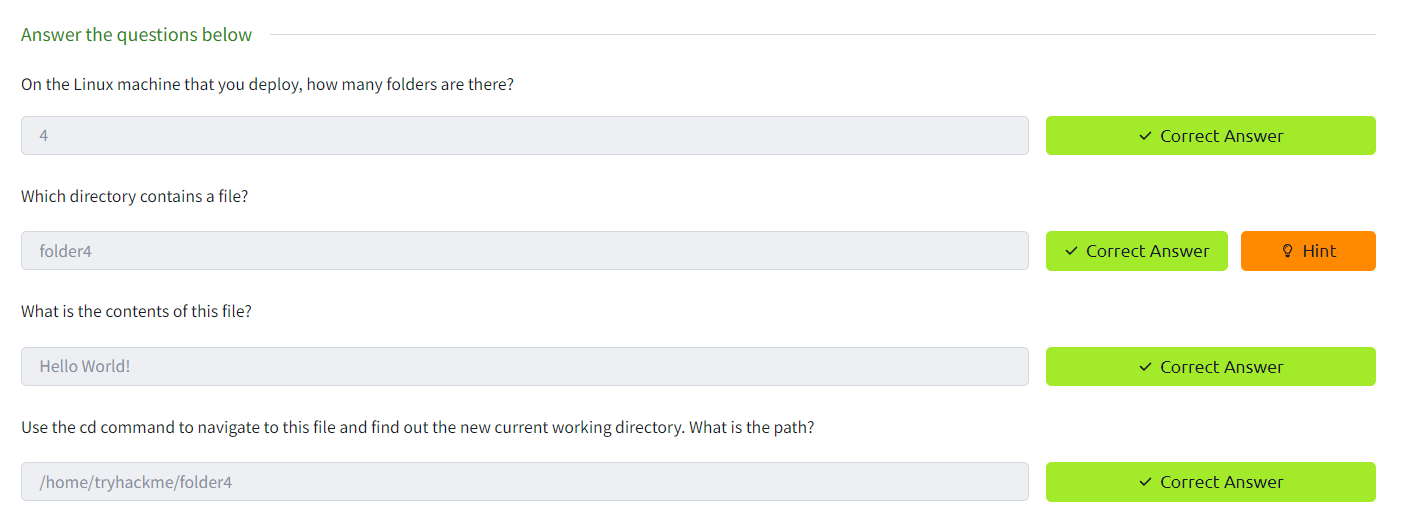 Answer the questions below
On the Linux machine that you deploy, how many folders are there?
4
Correct Answer
Which directory contains a file?
folder4
Correct Answer
Hint
What is the contents of this file?
Hello World!
Correct Answer
Use the cd command to navigate to this file and find out the new current working directory. What is the path?
/home/tryhackme/folder4
Correct Answer